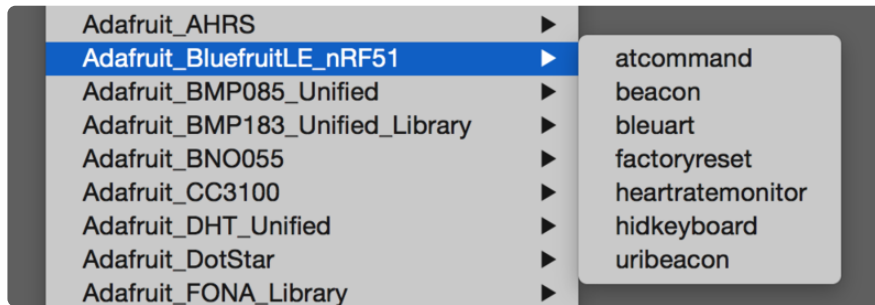 Adafruit_AHRS
Adafruit_BluefruitLE_nRF51
Adafruit_BMP085_Unified
Adafruit_BMP183_Unified_Library
Adafruit_BNO055
Adafruit_CC3100
Adafruit_DHT_Unified
Adafruit_DotStar
Adafruit_FONA_Library
atcommand
beacon
bleuart
factoryreset
heartratemonitor
hidkeyboard
uribeacon